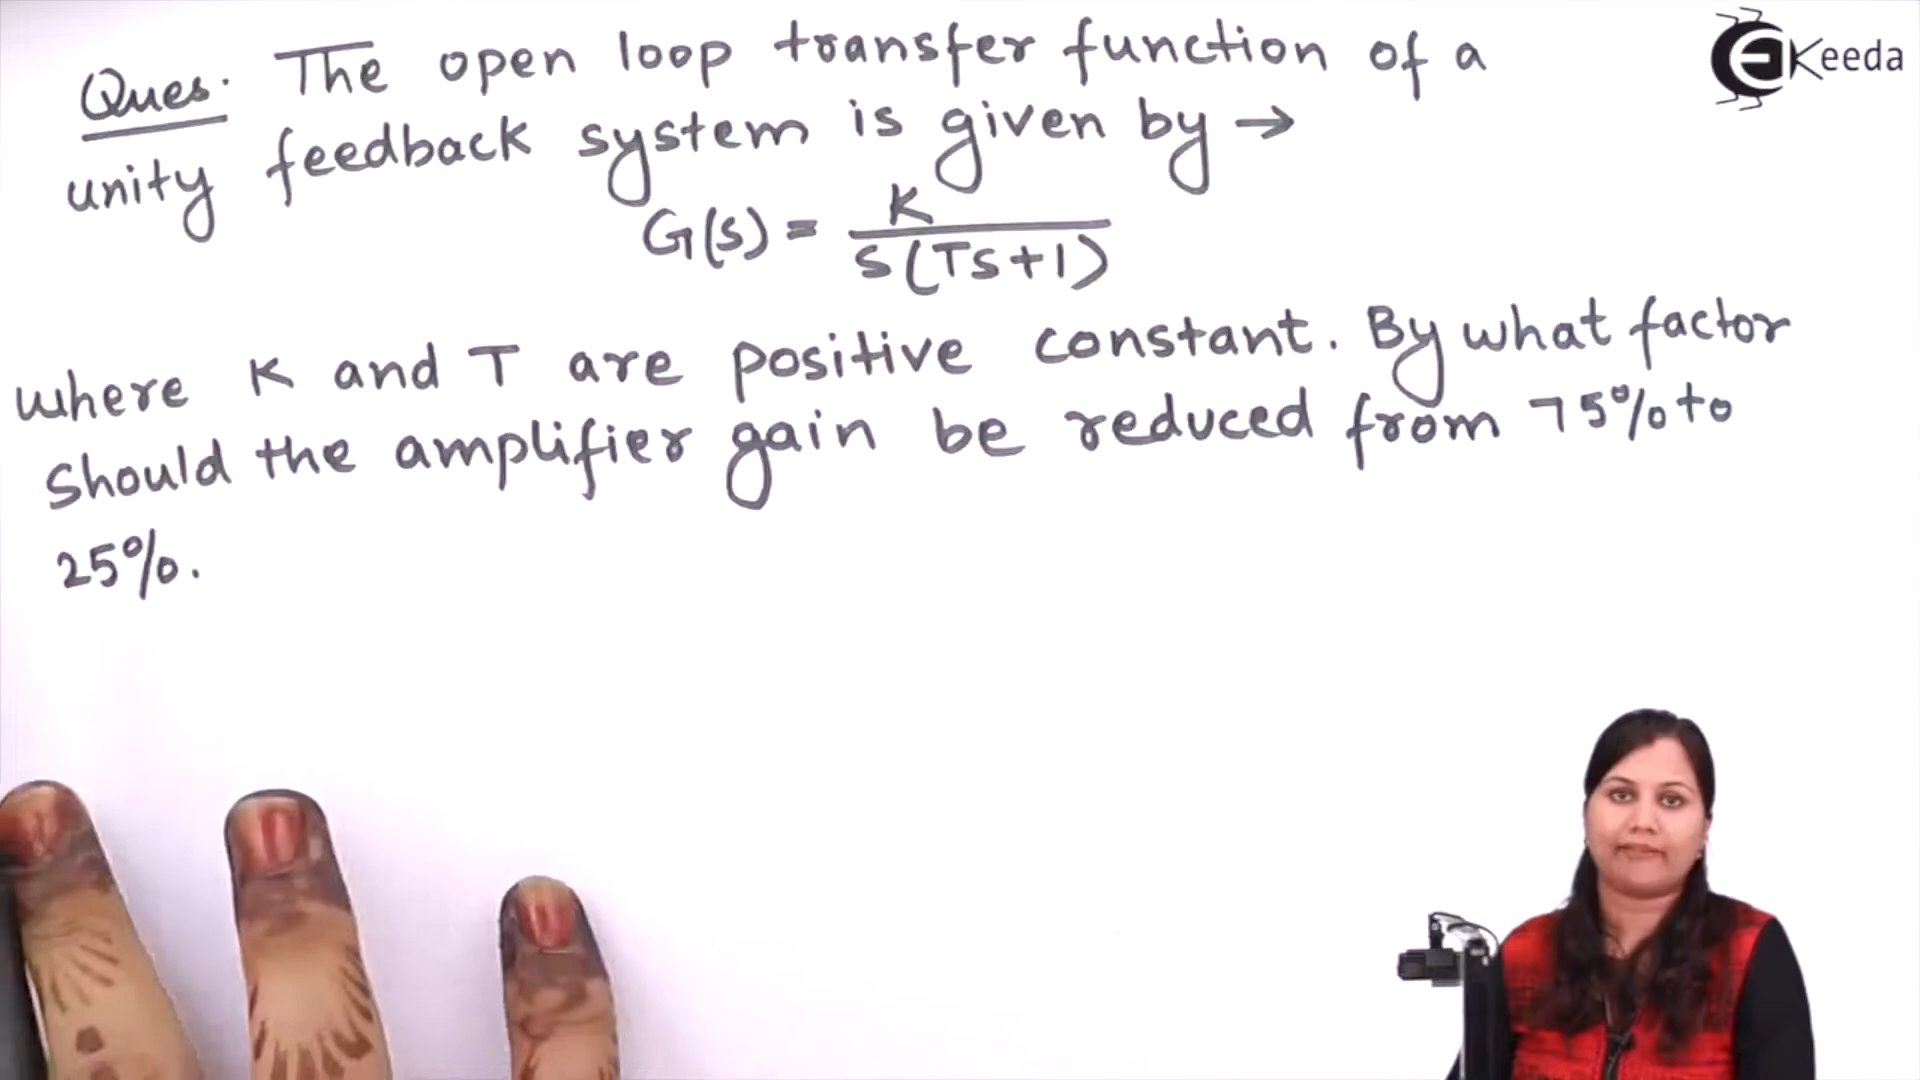 Ques. The open loop transfer function of a
unity feedback system is given by →
G(s) = K / s(Ts+1)
where K and T are positive constant. By what factor
should the amplifier gain be reduced from 75% to
25%.
EKeeda